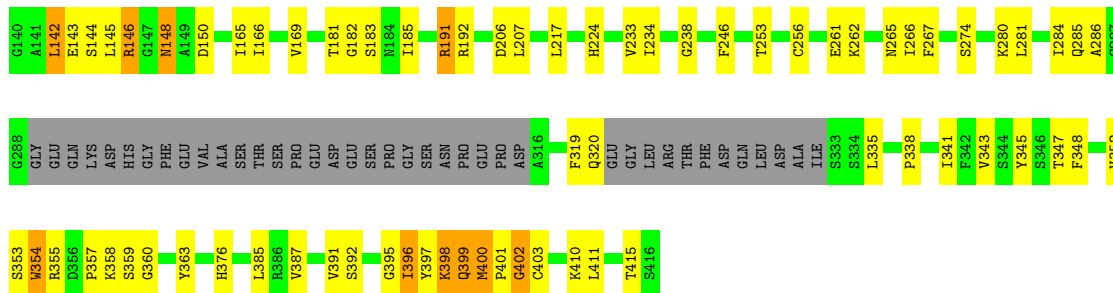 G140 A141 L142 E143 S144 L145 R146 G147 N148 A149 D150 I165 I166 V169 T181 G182 S183 N184 I185 R191 R192 D206 L207 L217 H224 V233 I234 G238 F246 T253 C256 E261 K262 N265 I266 F267 S274 K280 L281 I284 Q285 A286
G288 GLY GLU GLN LYS ASP HIS GLY PHE GLU VAL ALA SER THR SER PRO GLU ASP GLU SER PRO GLY SER ASN PRO GLU PRO ASP A316 F319 Q320 GLU GLY LEU ARG THR PHE ASP GLN LEU ASP ALA ILE S333 S334 L335 P338 I341 F342 V343 S344 Y345 S346 T347 F348
S353 W354 R355 D356 P357 K358 S359 G360 Y363 H376 L385 R386 V387 V391 S392 G395 I396 Y397 K398 Q399 M400 P401 G402 C403 K410 L411 T415 S416